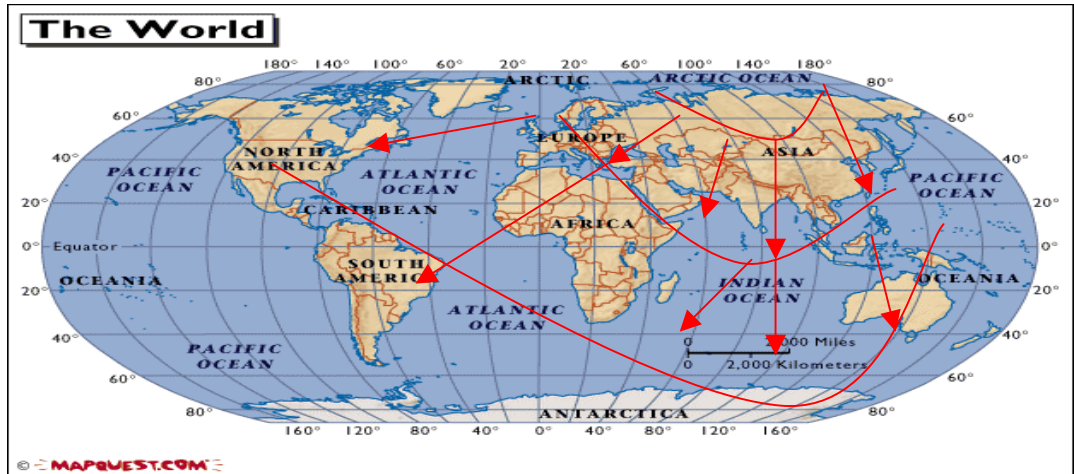 The World
180° 140° 100° 60° 20° 20° 60° 100° 140° 180°
80° ARCTIC ARCTIC OCEAN 80°
60° 60°
EUROPE
NORTH AMERICA
ASIA
40° 40°
PACIFIC OCEAN
ATLANTIC OCEAN
PACIFIC OCEAN
20° 20°
CARIBBEAN
AFRICA
0° Equator 0°
SOUTH AMERIC
OCEANIA
INDIAN OCEAN
OCEANIA
20° 20°
ATLANTIC OCEAN
40° 40°
0 2,000 Miles
0 2,000 Kilometers
PACIFIC OCEAN
60° 60°
80° 80°
ANTARCTICA
160° 120° 80° 40° 0° 40° 80° 120° 160°
© MAPQUEST.COM